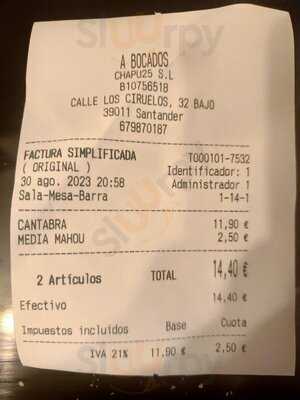 Sluurpy
A BOCADOS
CHAPU25 S.L
B10756518
CALLE LOS CIRUELOS, 32 BAJO
39011 Santander
679870187
FACTURA SIMPLIFICADA T000101-7532
( ORIGINAL ) Identificador: 1
30 ago. 2023 20:58 Administrador 1
Sala-Mesa-Barra 1-14-1
CANTABRA 11,90 €
MEDIA MAHOU 2,50 €
2 Artículos TOTAL 14,40 €
Efectivo 14,40 €
Impuestos incluidos Base Cuota
IVA 21% 11,90 € 2,50 €